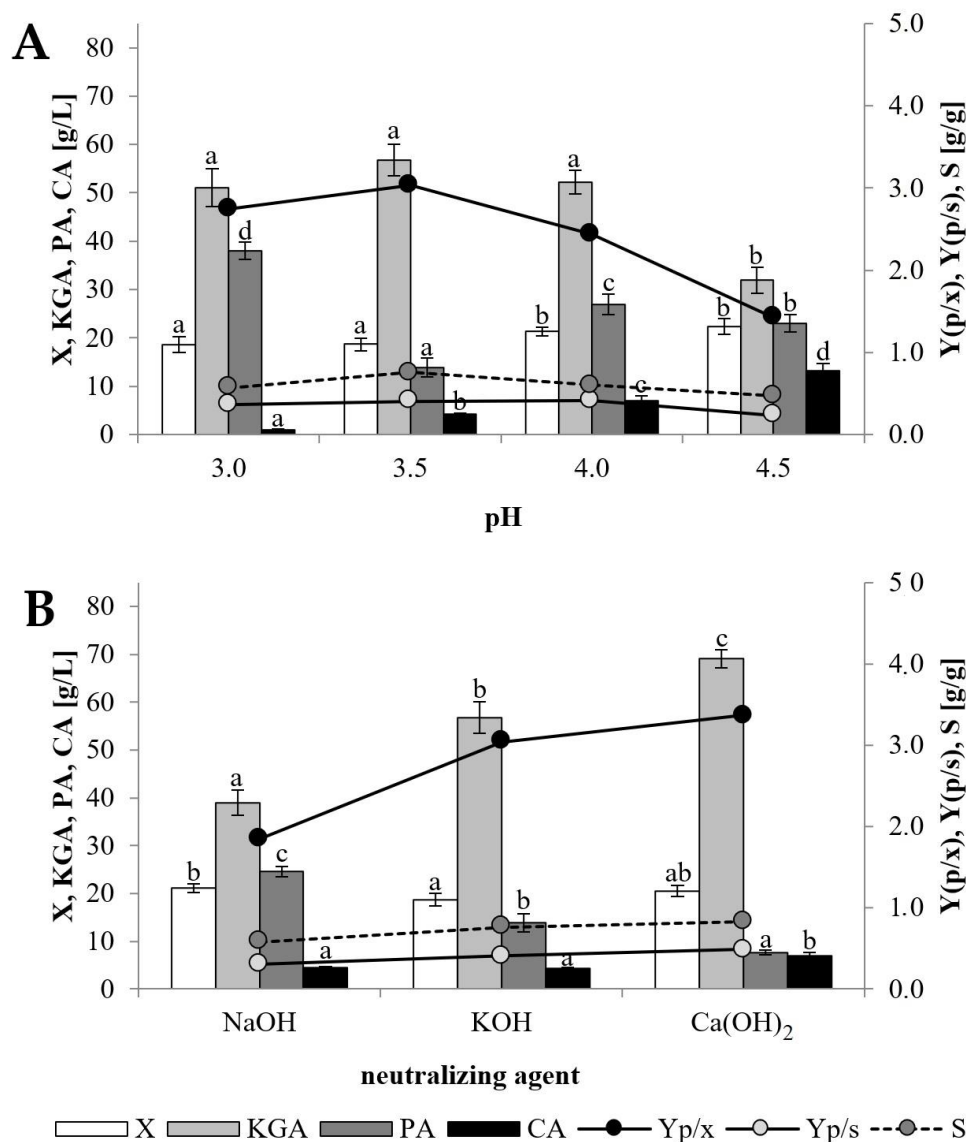 A
X, KGA, PA, CA [g/L]
80
70
60
50
40
30
20
10
0
a
a
d
a
a
a
a
b
b
a
c
c
b
b
b
d
5.0
4.0
3.0
2.0
1.0
0.0
Y(p/x), Y(p/s), S [g/g]
3.0 3.5 4.0 4.5
pH
B
X, KGA, PA, CA [g/L]
80
70
60
50
40
30
20
10
0
b
a
c
a
a
b
b
a
ab
c
a
b
5 0
4.0
3.0
2.0
1.0
0.0
Y(p/x), Y(p/s), S [g/g
NaOH KOH Ca(OH)2
neutralizing agent
X KGA PA CA Yp/x Yp/s S